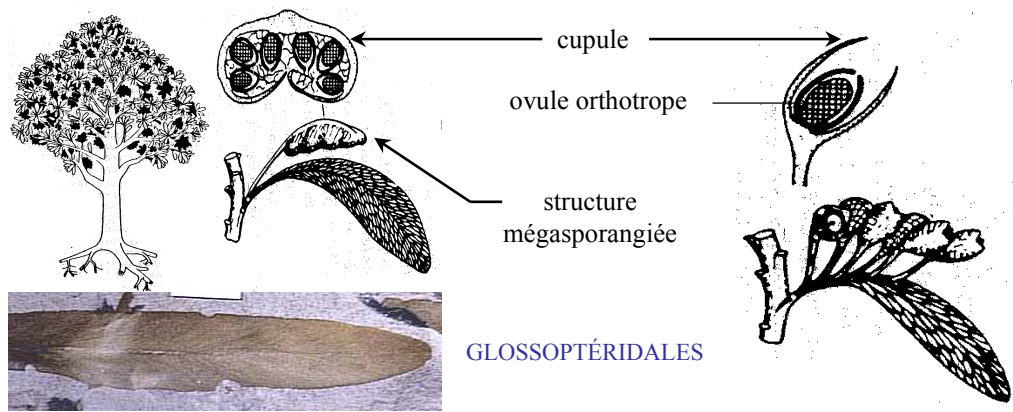 cupule
ovule orthotrope
structure
mégasporangiée
GLOSSOPTÉRIDALES